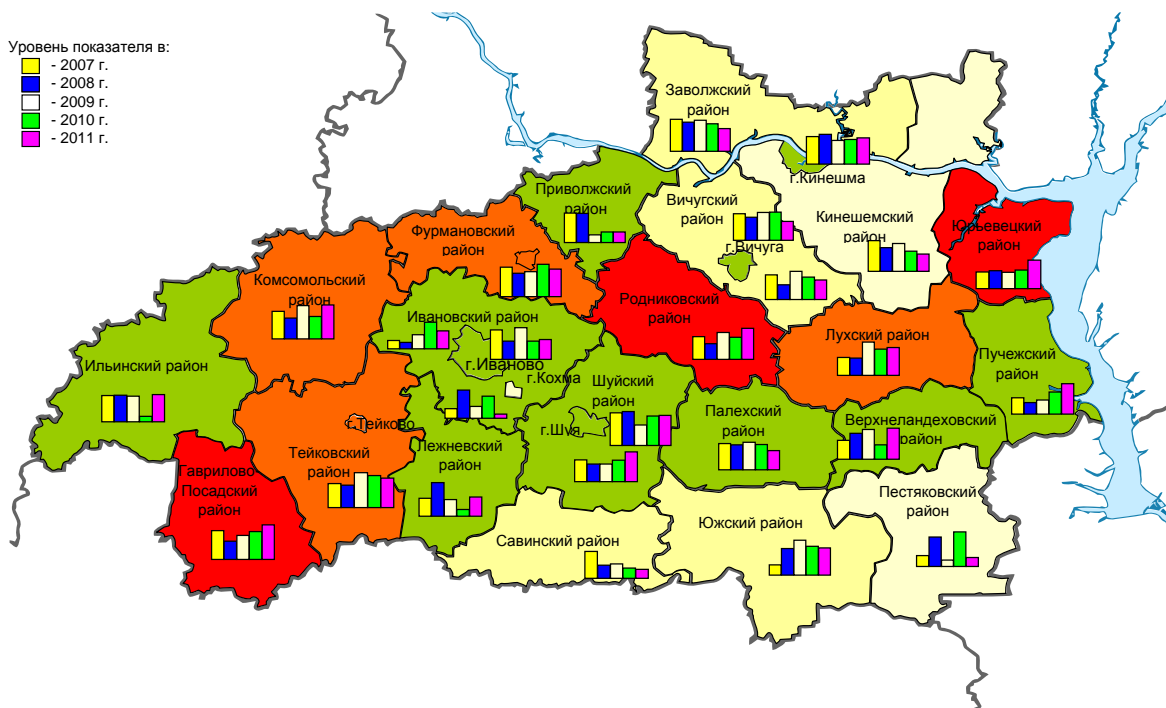 Уровень показателя в:
- 2007 г.
- 2008 г.
- 2009 г.
- 2010 г.
- 2011 г.
Заволжский
район
г.Кинешма
Приволжский
район
Вичугский
район
Кинешемский
район
Юрьевецкий
район
Фурмановский
район
г.Вичуга
Комсомольский
район
Родниковский
район
Ивановский район
Лухский район
Ильинский район
г.Иваново
г.Кохма
Шуйский
район
Пучежский
район
Палехский
район
Верхнеландеховский
район
г.Тейково
г.Шуя
Тейковский
район
Лежневский
район
Гаврилово-
Посадский
район
Пестяковский
район
Савинский район
Южский район